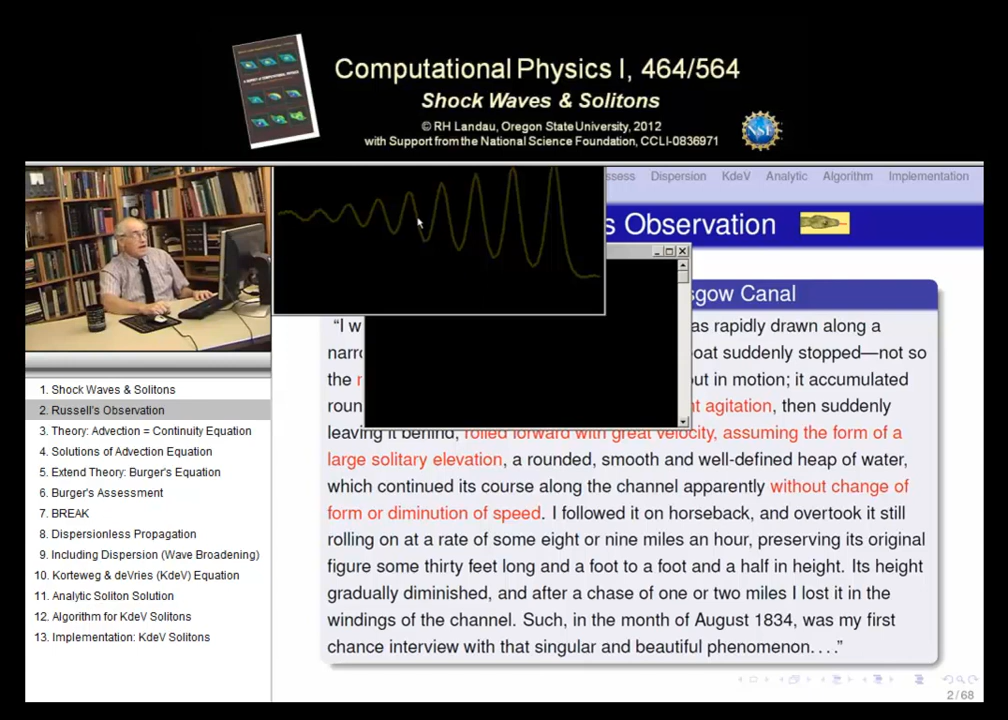 Computational Physics I, 464/564
Shock Waves & Solitons
© RH Landau, Oregon State University, 2012
with Support from the National Science Foundation, CCLI-0836971
NSF
ssess Dispersion KdeV Analytic Algorithm Implementation
s Observation
sgow Canal
“I w as rapidly drawn along a
narro oat suddenly stopped—not so
the r out in motion; it accumulated
roun nt agitation, then suddenly
leaving it behind, rolled forward with great velocity, assuming the form of a
large solitary elevation, a rounded, smooth and well-defined heap of water,
which continued its course along the channel apparently without change of
form or diminution of speed. I followed it on horseback, and overtook it still
rolling on at a rate of some eight or nine miles an hour, preserving its original
figure some thirty feet long and a foot to a foot and a half in height. Its height
gradually diminished, and after a chase of one or two miles I lost it in the
windings of the channel. Such, in the month of August 1834, was my first
chance interview with that singular and beautiful phenomenon. . . .”
2/68
1. Shock Waves & Solitons
2. Russell's Observation
3. Theory: Advection = Continuity Equation
4. Solutions of Advection Equation
5. Extend Theory: Burger's Equation
6. Burger's Assessment
7. BREAK
8. Dispersionless Propagation
9. Including Dispersion (Wave Broadening)
10. Korteweg & deVries (KdeV) Equation
11. Analytic Soliton Solution
12. Algorithm for KdeV Solitons
13. Implementation: KdeV Solitons